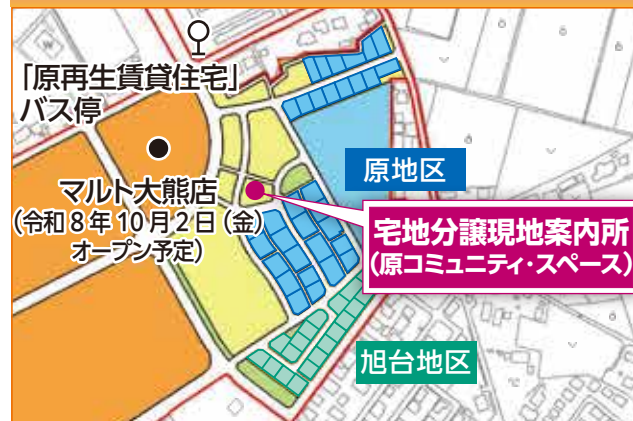 「原再生賃貸住宅」
バス停
マルト大熊店
(令和8年10月2日(金)
オープン予定)
原地区
宅地分譲現地案内所
(原コミュニティ・スペース)
旭台地区